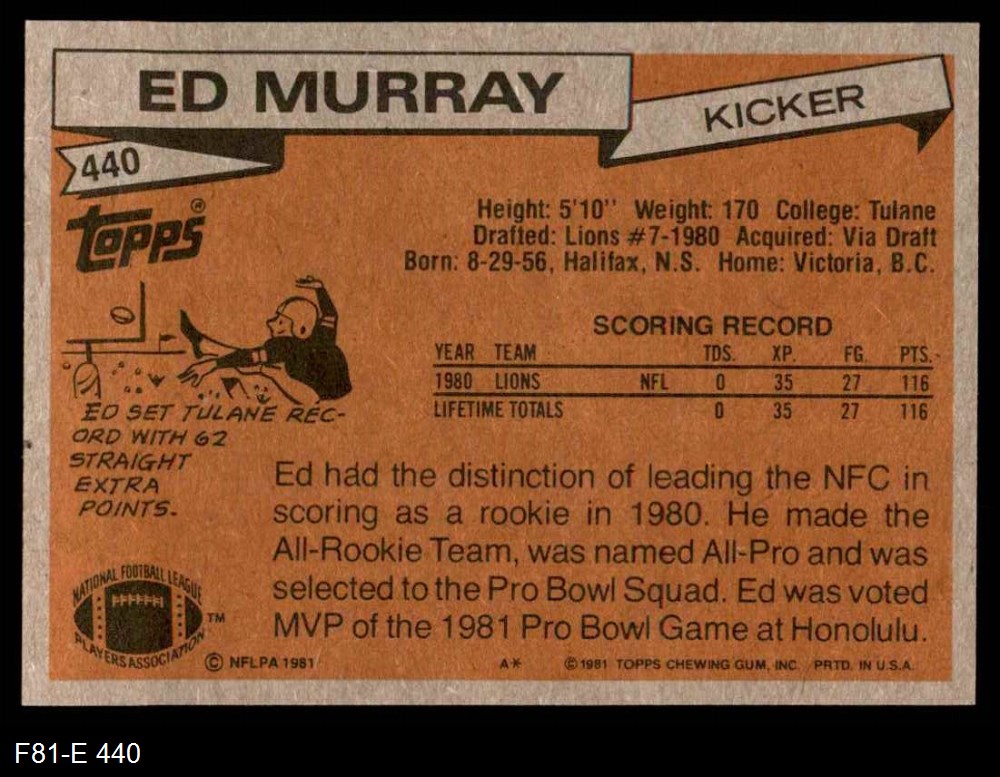 ED MURRAY
KICKER
440
TOPPS®
Height: 5'10'' Weight: 170 College: Tulane
Drafted: Lions #7-1980 Acquired: Via Draft
Born: 8-29-56, Halifax, N.S. Home: Victoria, B.C.
SCORING RECORD
YEAR TEAM TDS. XP. FG. PTS.
1980 LIONS NFL 0 35 27 116
LIFETIME TOTALS 0 35 27 116
ED SET TULANE REC-
ORD WITH 62
STRAIGHT
EXTRA
POINTS.
Ed had the distinction of leading the NFC in
scoring as a rookie in 1980. He made the
All-Rookie Team, was named All-Pro and was
selected to the Pro Bowl Squad. Ed was voted
MVP of the 1981 Pro Bowl Game at Honolulu.
NATIONAL FOOTBALL LEAGUE
PLAYERS ASSOCIATION
TM
© NFLPA 1981 A* © 1981 TOPPS CHEWING GUM, INC. PRTD. IN U.S.A.
F81-E 440